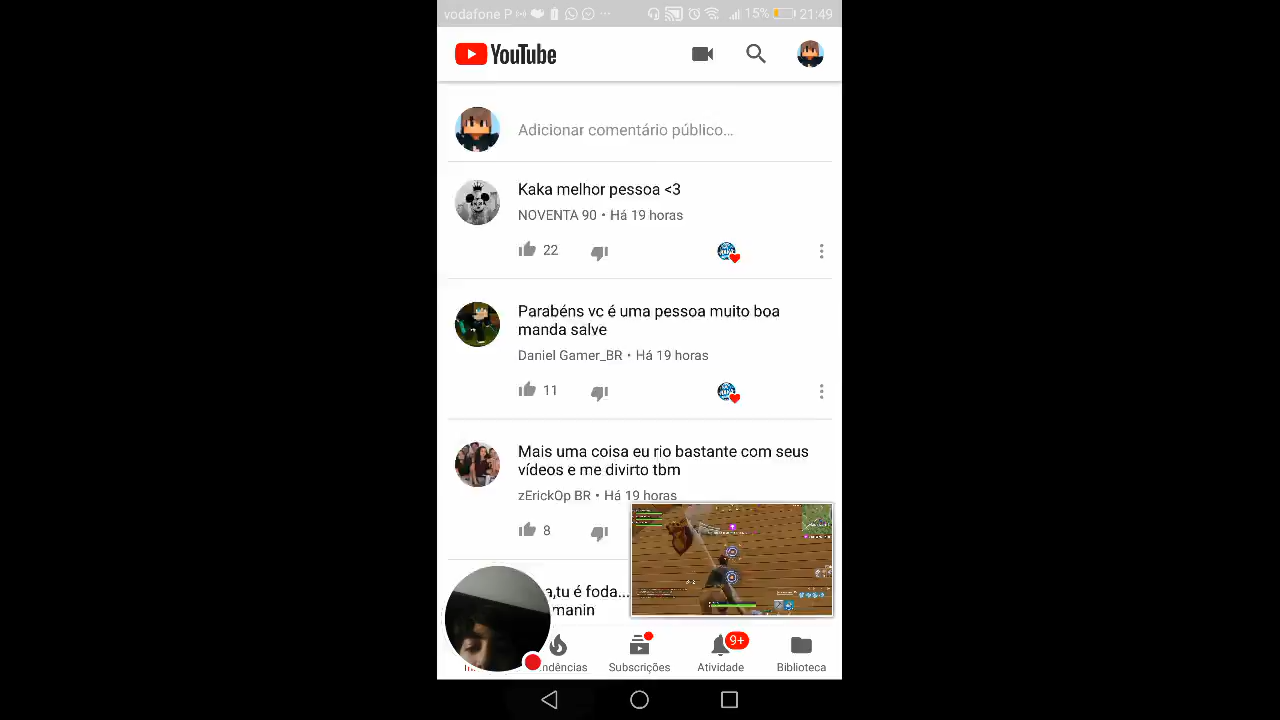 vodafone P 15% 21:49
YouTube
Adicionar comentário público...
Kaka melhor pessoa <3
NOVENTA 90 • Há 19 horas
22
Parabéns vc é uma pessoa muito boa
manda salve
Daniel Gamer_BR • Há 19 horas
11
Mais uma coisa eu rio bastante com seus
vídeos e me divirto tbm
zErickOp BR • Há 19 horas
8
a,tu é foda...
manin
9+
ndências Subscrições Atividade Biblioteca